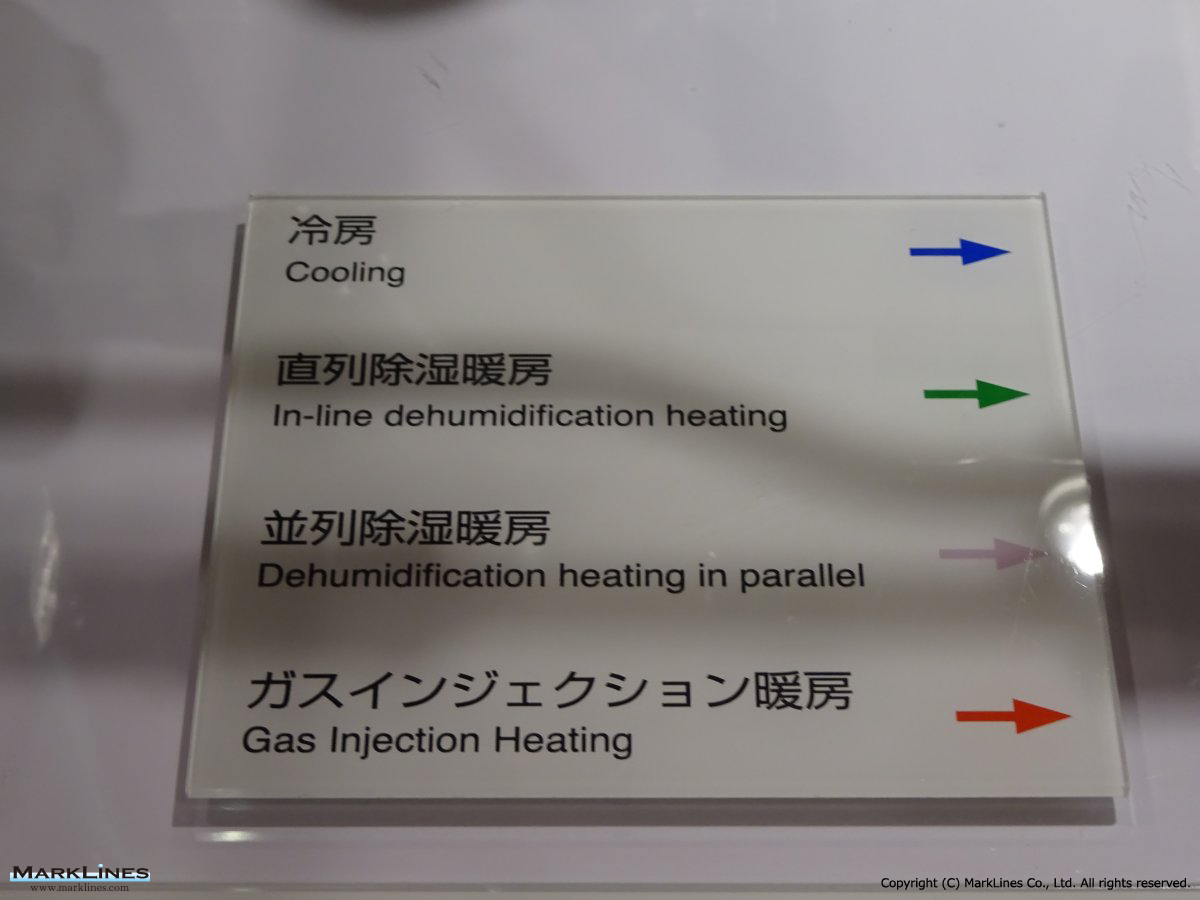 冷房
Cooling
直列除湿暖房
In-line dehumidification heating
並列除湿暖房
Dehumidification heating in parallel
ガスインジェクション暖房
Gas Injection Heating
MARKLINES
www.marklines.com
Copyright (C) MarkLines Co., Ltd. All rights reserved.